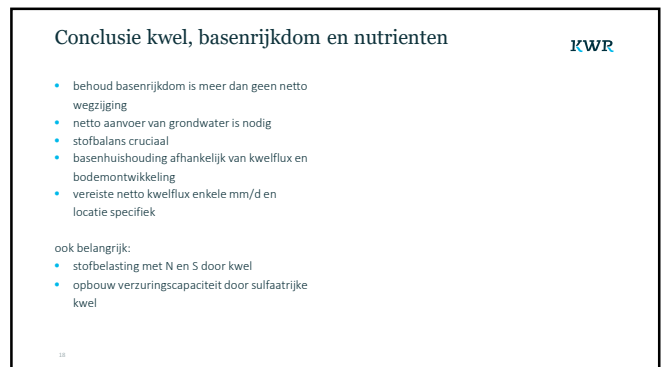 Conclusie kwel, basenrijkdom en nutrienten
KWR
behoud basenrijkdom is meer dan geen netto
wegzijging
netto aanvoer van grondwater is nodig
stofbalans cruciaal
basenhuishouding afhankelijk van kwelflux en
bodemontwikkeling
vereiste netto kwelflux enkele mm/d en
locatie specifiek
ook belangrijk:
stofbelasting met N en S door kwel
opbouw verzuringscapaciteit door sulfaatrijke
kwel
18